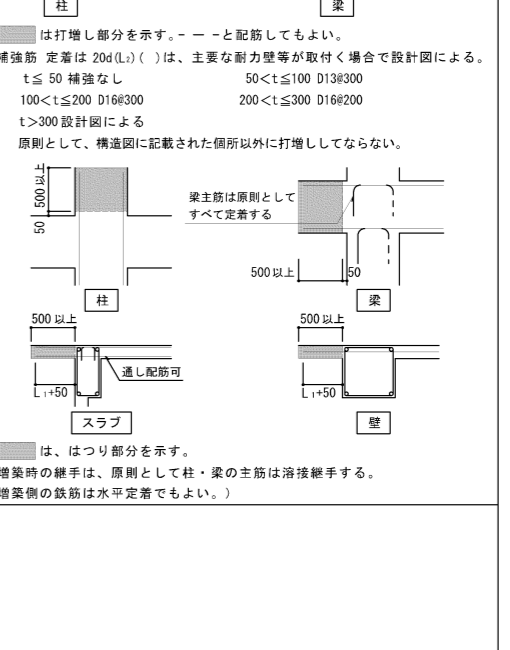 柱 梁
は打増し部分を示す。- — -と配筋してもよい。
補強筋 定着は 20d(L₂)( )は、主要な耐力壁等が取付く場合で設計図による。
t≦ 50 補強なし 50<t≦100 D13@300
100<t≦200 D16@300 200<t≦300 D16@200
t>300設計図による
原則として、構造図に記載された個所以外に打増ししてならない。
500以上
50
梁主筋は原則として
すべて定着する
500以上 50
柱 梁
500以上 500以上
通し配筋可
L₁+50 L₁+50
スラブ 壁
は、はつり部分を示す。
増築時の継手は、原則として柱・梁の主筋は溶接継手する。
増築側の鉄筋は水平定着でもよい。)